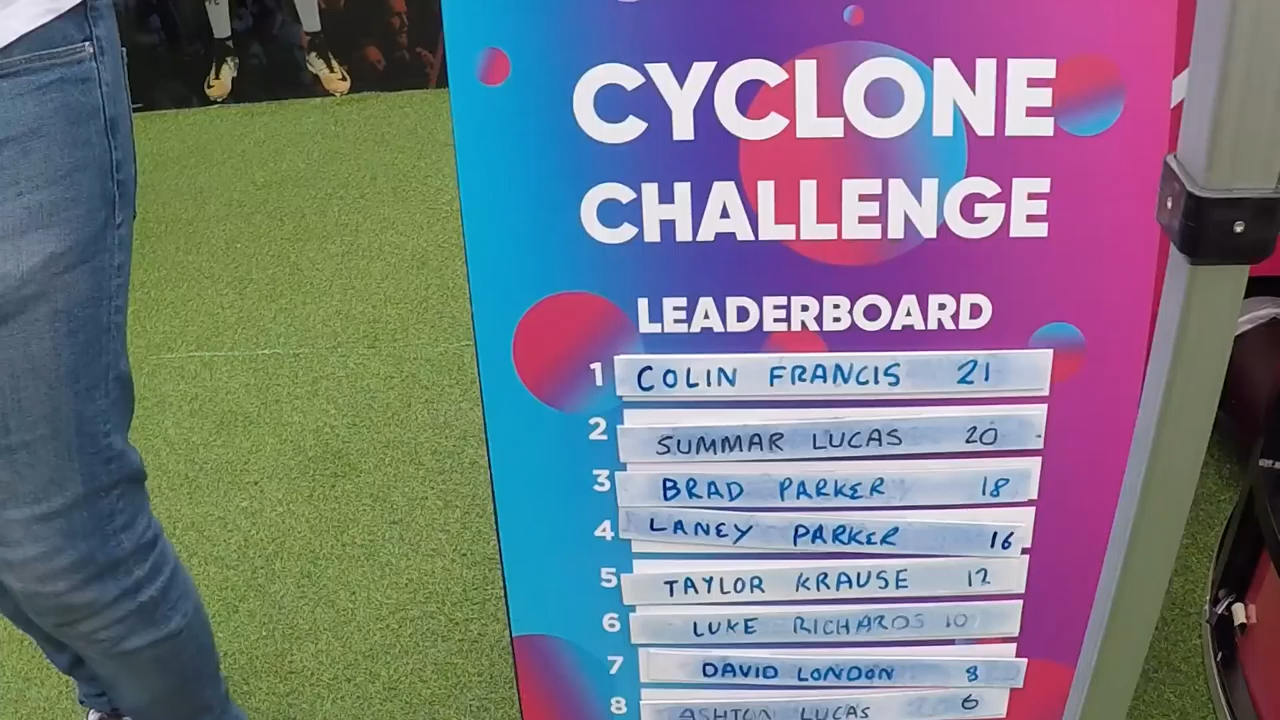 CYCLONE
CHALLENGE
LEADERBOARD
1 COLIN FRANCIS 21
2 SUMMAR LUCAS 20
3 BRAD PARKER 18
4 LANEY PARKER 16
5 TAYLOR KRAUSE 12
6 LUKE RICHARDS 10
7 DAVID LONDON 8
8 ASHTON LUCAS 6